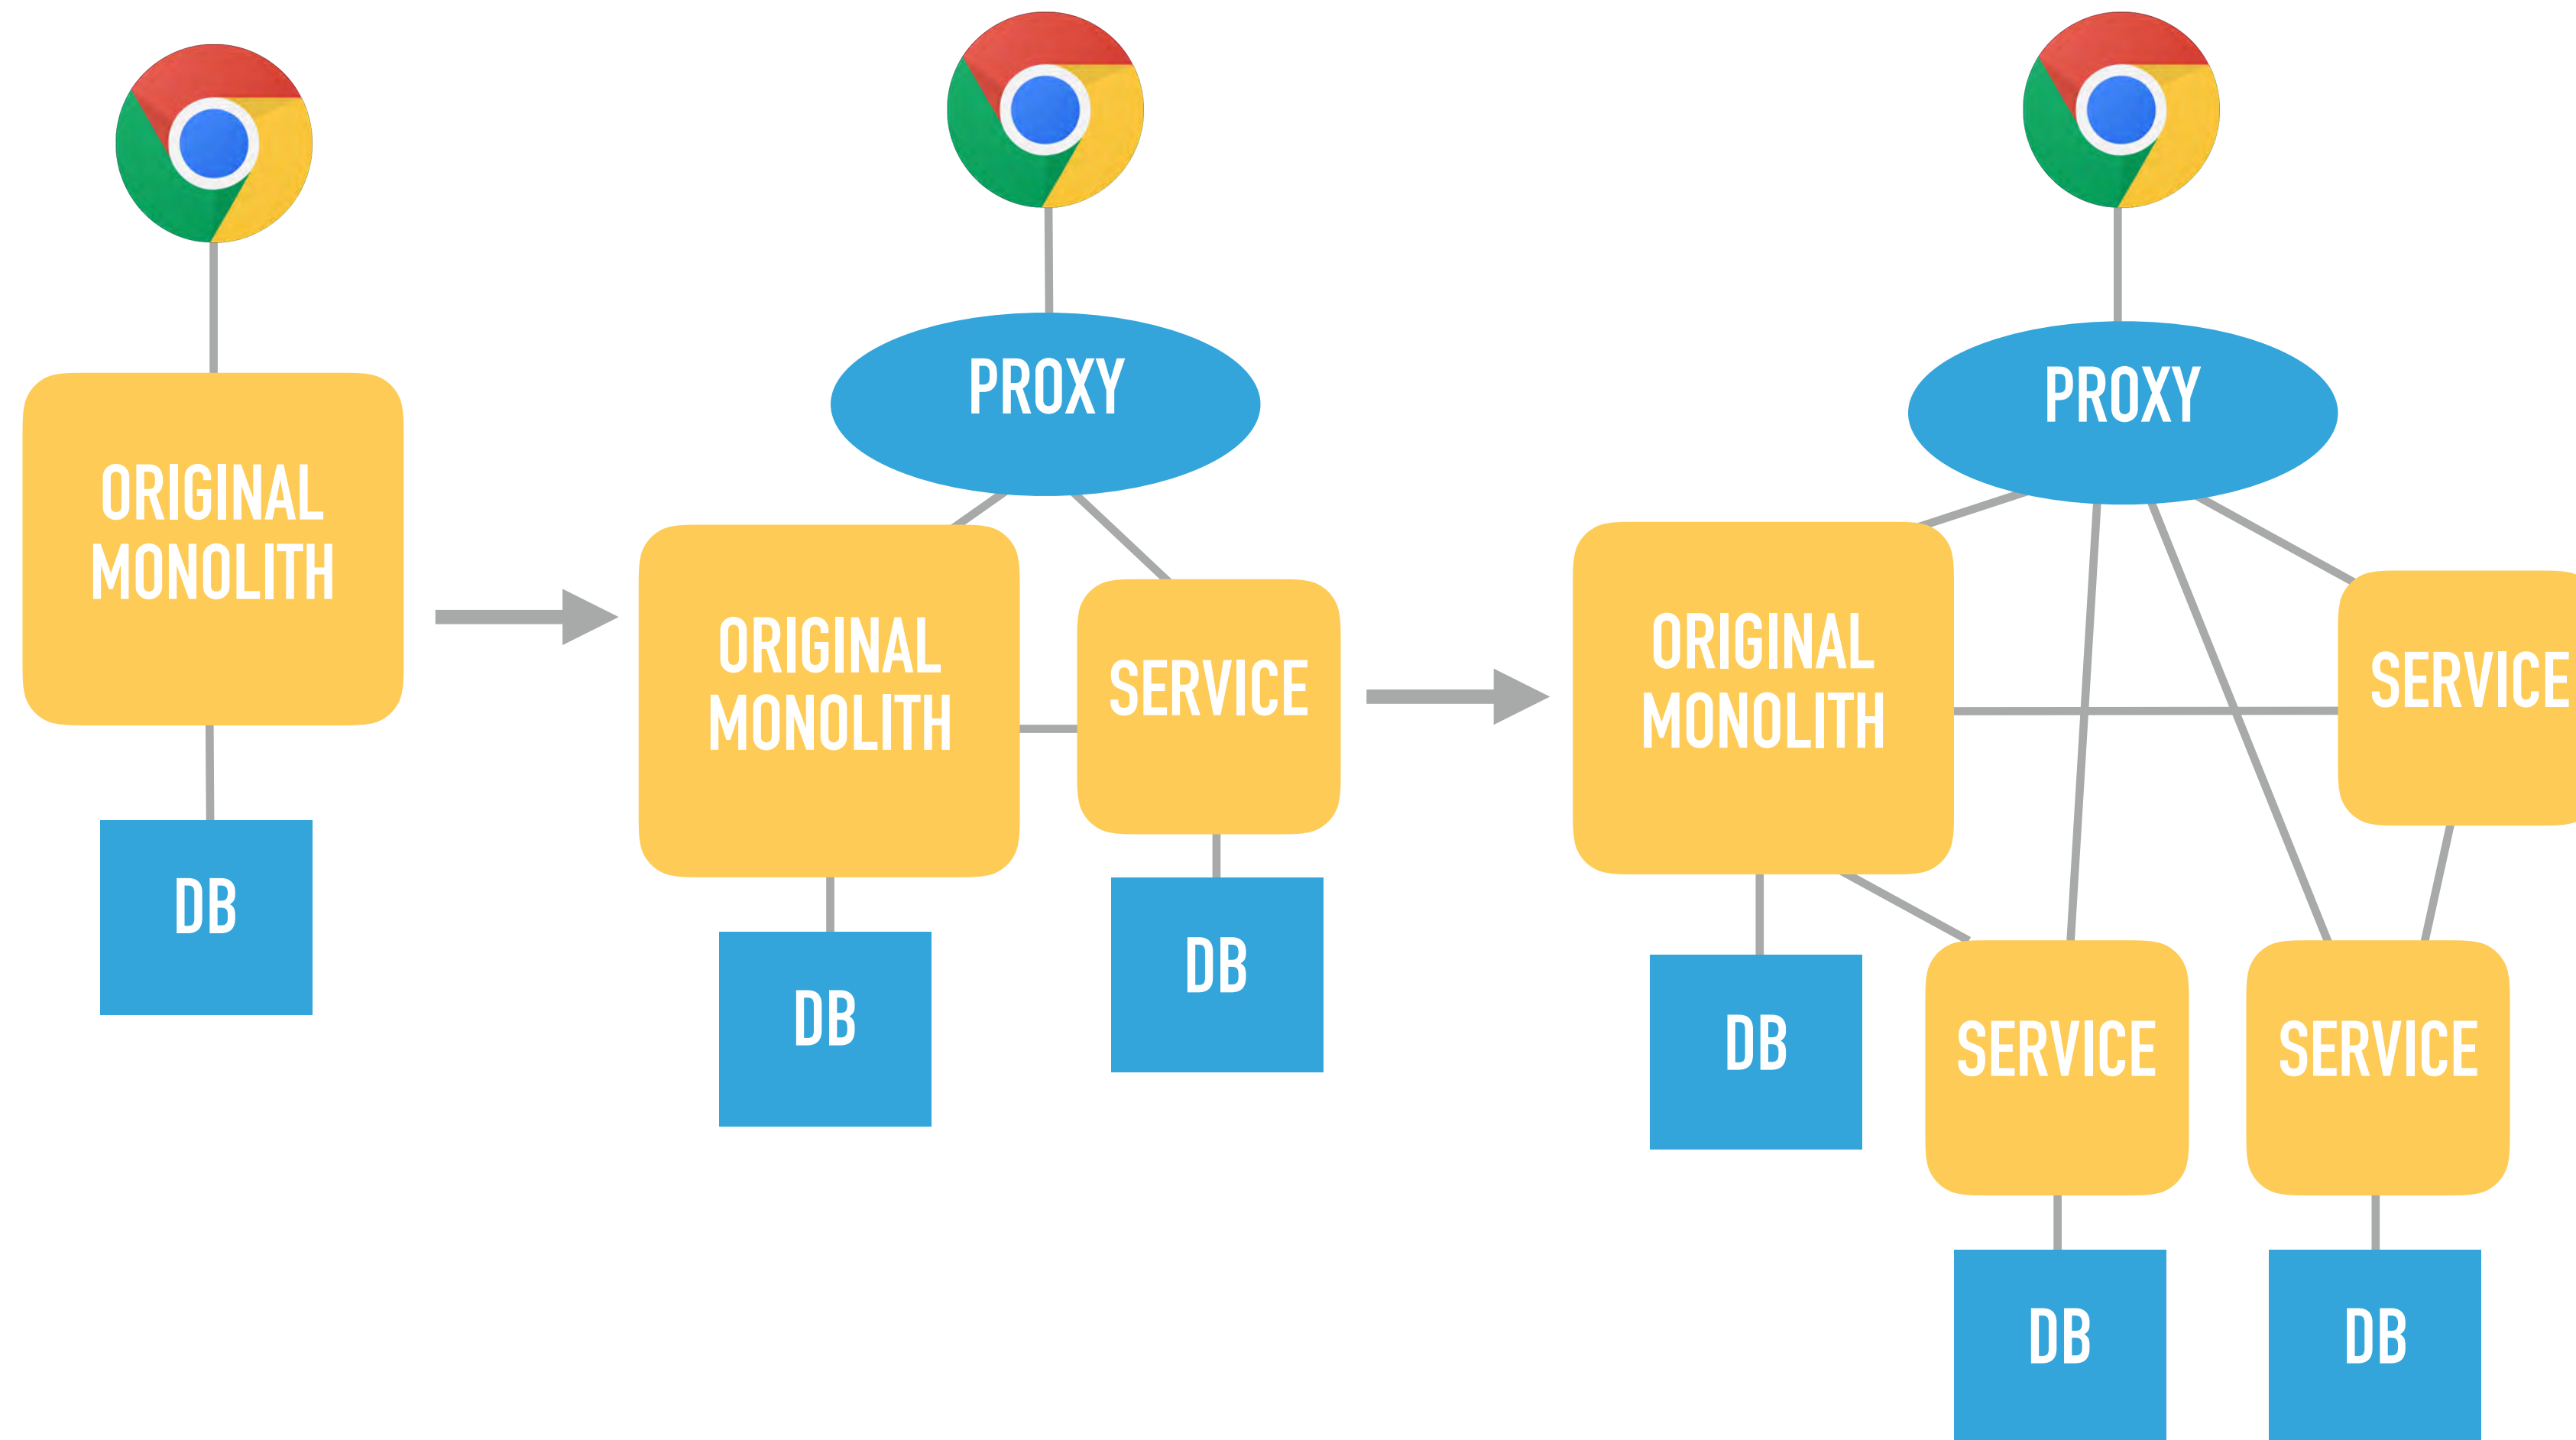 ORIGINAL
MONOLITH
DB
PROXY
ORIGINAL
MONOLITH
SERVICE
DB
DB
PROXY
ORIGINAL
MONOLITH
SERVICE
DB
SERVICE
SERVICE
DB
DB